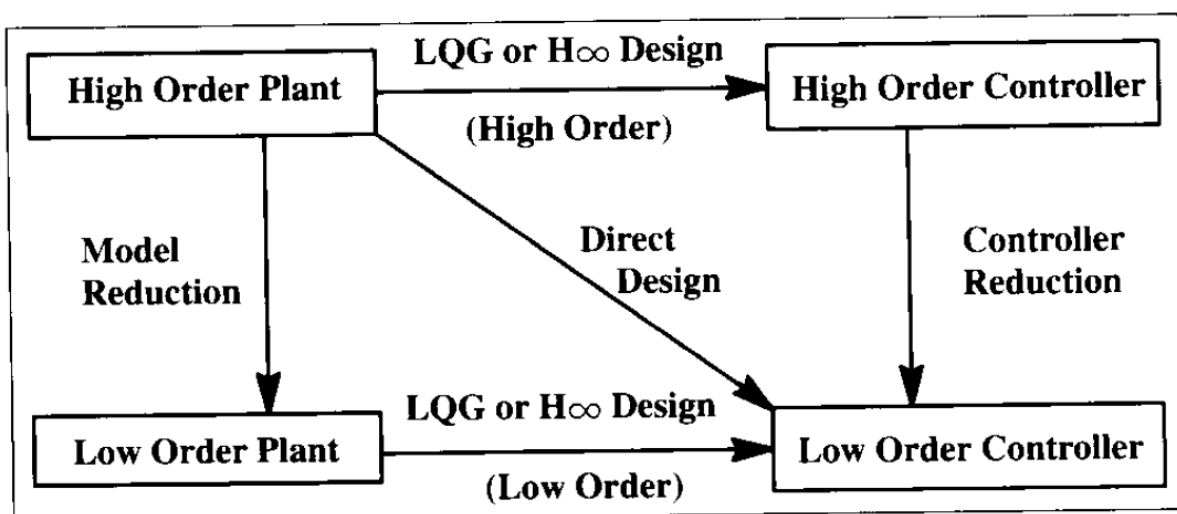 LQG or H∞ Design
High Order Plant
High Order Controller
(High Order)
Model
Reduction
Direct
Design
Controller
Reduction
LQG or H∞ Design
Low Order Plant
Low Order Controller
(Low Order)